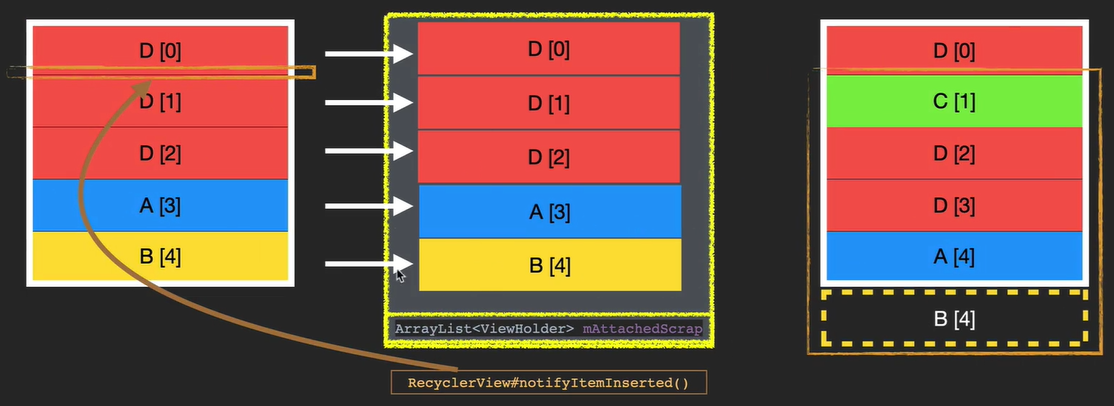 D [0]
D [1]
D [2]
A [3]
B [4]
D [0]
D [1]
D [2]
A [3]
B [4]
ArrayList<ViewHolder> mAttachedScrap
RecyclerView#notifyItemInserted()
D [0]
C [1]
D [2]
D [3]
A [4]
B [4]